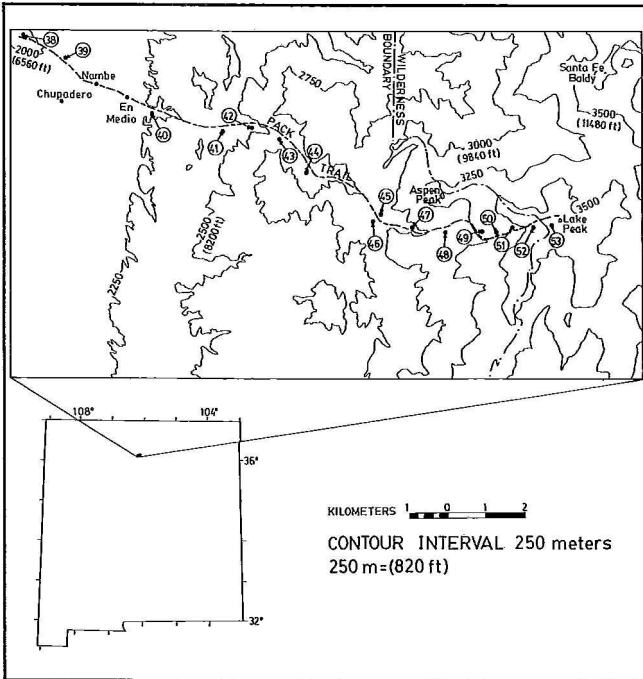 38
39
2000
(6560 ft)
Nambe
Chupadero
En
Medio
40
41
42
PACK
TRAIL
43
44
2750
WILDERNESS
BOUNDARY
Santa Fe
Baldy
3500
(11480 ft)
3000
(9840 ft)
3250
Aspen
Peak
45
46
47
48
49
50
51
52
53
3500
Lake
Peak
2500
(8200 ft)
2250
108°
104°
36°
32°
KILOMETERS 1 0 1 2
CONTOUR INTERVAL 250 meters
250 m=(820 ft)